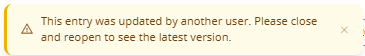 This entry was updated by another user. Please close
and reopen to see the latest version.